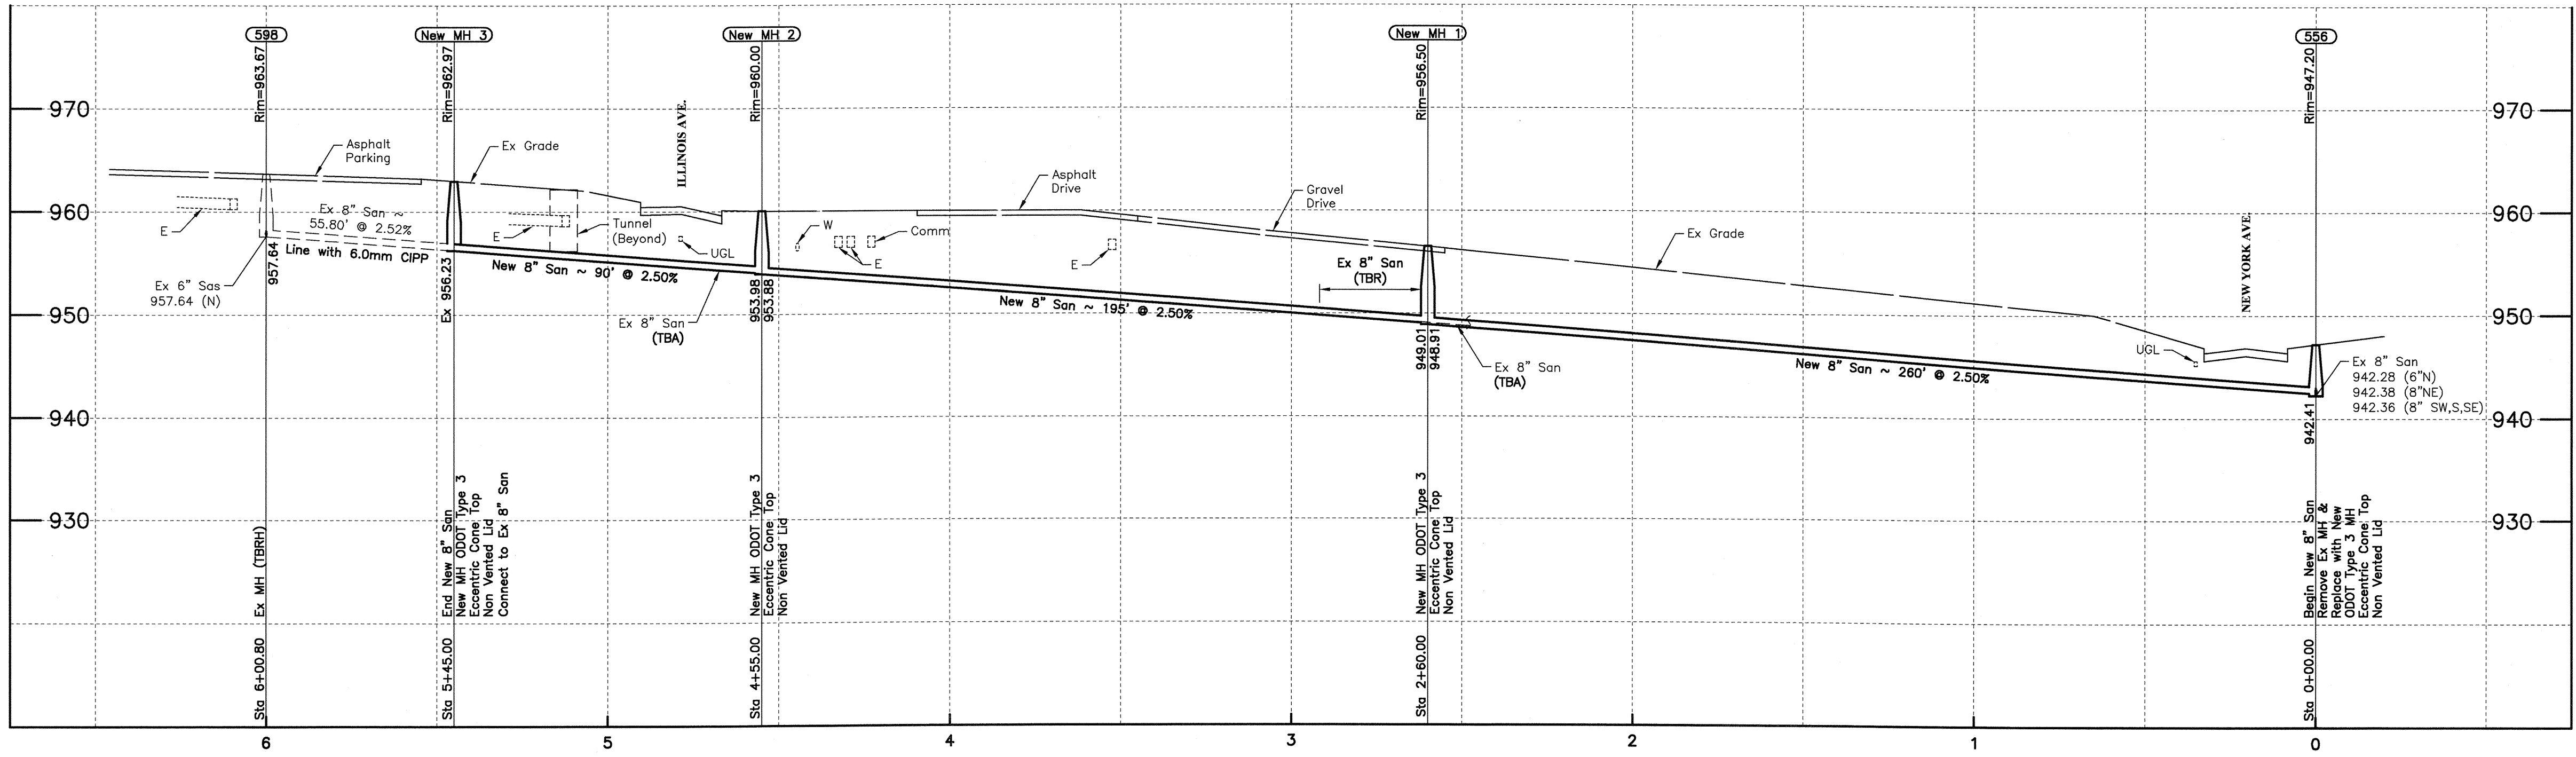 598
New MH 3
New MH 2
New MH 1
556
Rim=963.67
Rim=962.97
Rim=960.00
Rim=956.50
Rim=947.20
970
970
ILLINOIS AVE.
Asphalt
Parking
Ex Grade
Asphalt
Drive
Gravel
Drive
960
960
Ex 8" San ~
55.80' @ 2.52%
E
E
Tunnel
(Beyond)
UGL
W
Comm
E
E
Ex Grade
NEW YORK AVE.
Line with 6.0mm CIPP
957.64
Ex 956.23
New 8" San ~ 90' @ 2.50%
Ex 8" San
(TBR)
Ex 6" Sas
957.64 (N)
953.98
953.88
New 8" San ~ 195' @ 2.50%
950
950
Ex 8" San
(TBA)
949.01
948.91
Ex 8" San
(TBA)
New 8" San ~ 260' @ 2.50%
UGL
Ex 8" San
942.28 (6"N)
942.38 (8"NE)
942.36 (8" SW,S,SE)
942.41
940
940
930
930
Sta 6+00.80 Ex MH (TBRH)
Sta 5+45.00 End New 8" San
New MH ODOT Type 3
Eccentric Cone Top
Non Vented Lid
Connect to Ex 8" San
Sta 4+55.00 New MH ODOT Type 3
Eccentric Cone Top
Non Vented Lid
Sta 2+60.00 New MH ODOT Type 3
Eccentric Cone Top
Non Vented Lid
Sta 0+00.00 Begin New 8" San
Remove Ex MH &
Replace with New
ODOT Type 3 MH
Eccentric Cone Top
Non Vented Lid
6
5
4
3
2
1
0